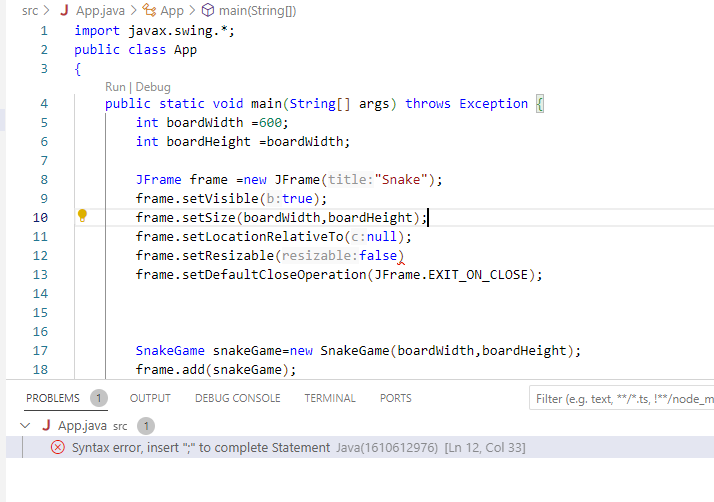 src > J App.java > App > main(String[])
1 import javax.swing.*;
2 public class App
3 {
Run | Debug
4 public static void main(String[] args) throws Exception {
5 int boardWidth =600;
6 int boardHeight =boardWidth;
7
8 JFrame frame =new JFrame(title:"Snake");
9 frame.setVisible(b:true);
10 frame.setSize(boardWidth,boardHeight);
11 frame.setLocationRelativeTo(c:null);
12 frame.setResizable(resizable:false)
13 frame.setDefaultCloseOperation(JFrame.EXIT_ON_CLOSE);
14
15
16
17 SnakeGame snakeGame=new SnakeGame(boardWidth,boardHeight);
18 frame.add(snakeGame);
PROBLEMS 1 OUTPUT DEBUG CONSOLE TERMINAL PORTS Filter (e.g. text, **/*.ts, !**/node_m
J App.java src 1
Syntax error, insert ";" to complete Statement Java(1610612976) [Ln 12, Col 33]